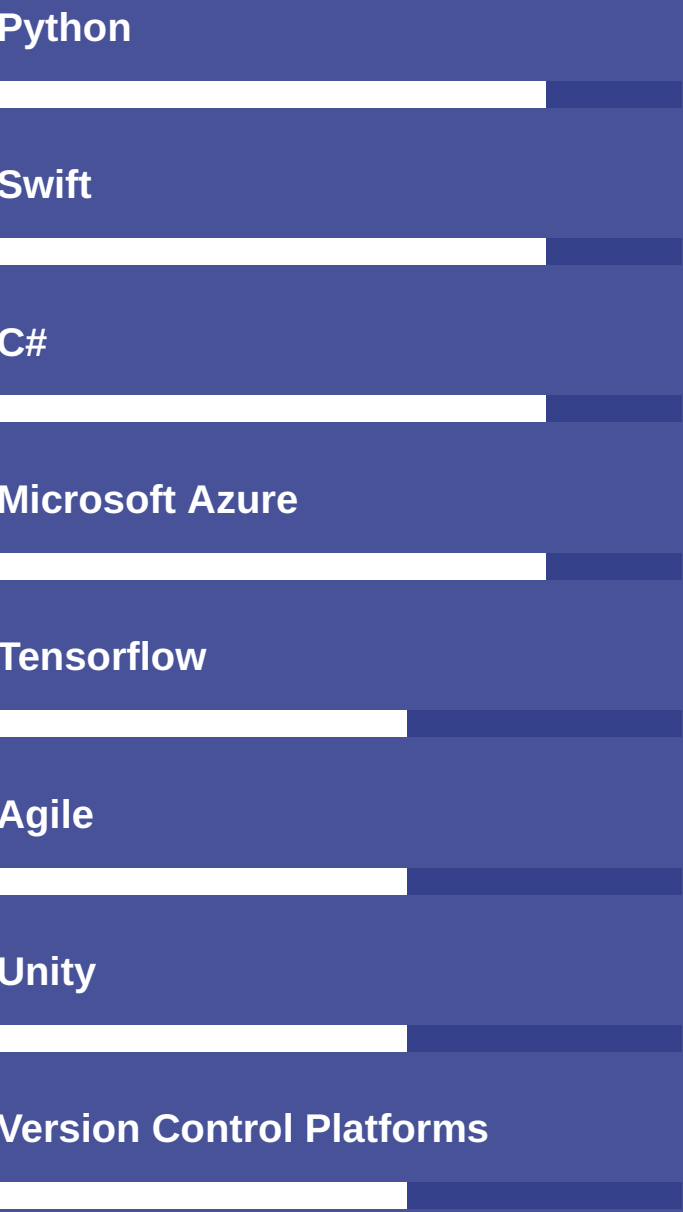 Python
Swift
C#
Microsoft Azure
Tensorflow
Agile
Unity
Version Control Platforms